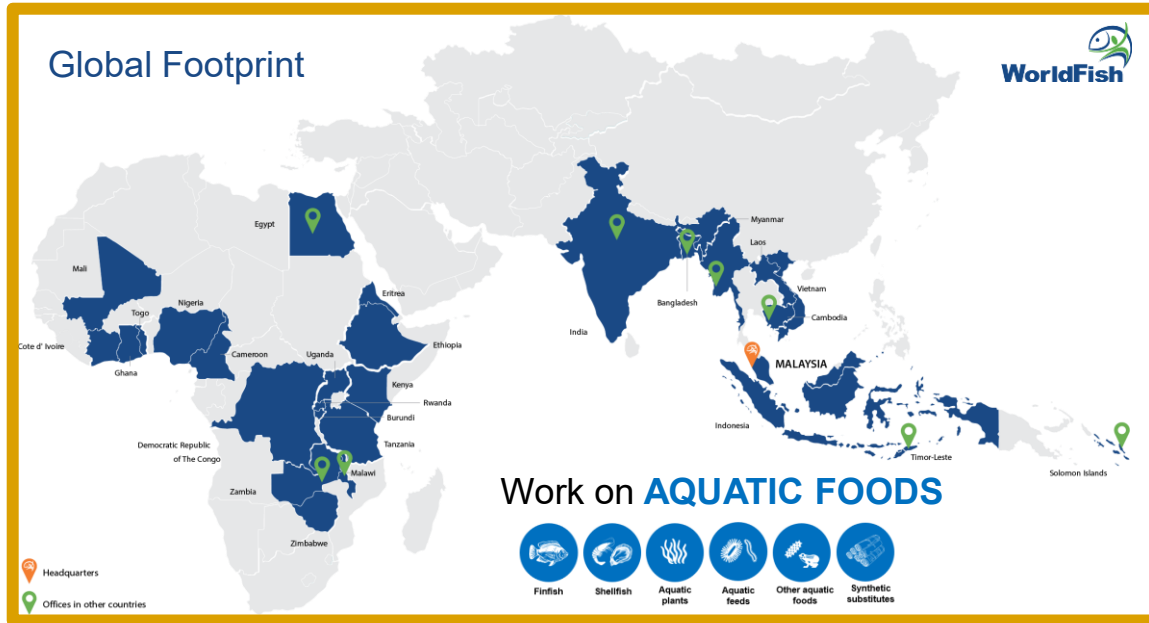 Global Footprint
WorldFish
Egypt
Mali
Nigeria
Togo
Cote d' Ivoire
Ghana
Cameroon
Uganda
Eritrea
Ethiopia
Kenya
Rwanda
Burundi
Tanzania
Democratic Republic
of The Congo
Malawi
Zambia
Zimbabwe
Myanmar
Laos
Vietnam
Bangladesh
Cambodia
India
MALAYSIA
Indonesia
Timor-Leste
Solomon Islands
Work on AQUATIC FOODS
Finfish
Shellfish
Aquatic
plants
Aquatic
feeds
Other aquatic
foods
Synthetic
substitutes
Headquarters
Offices in other countries